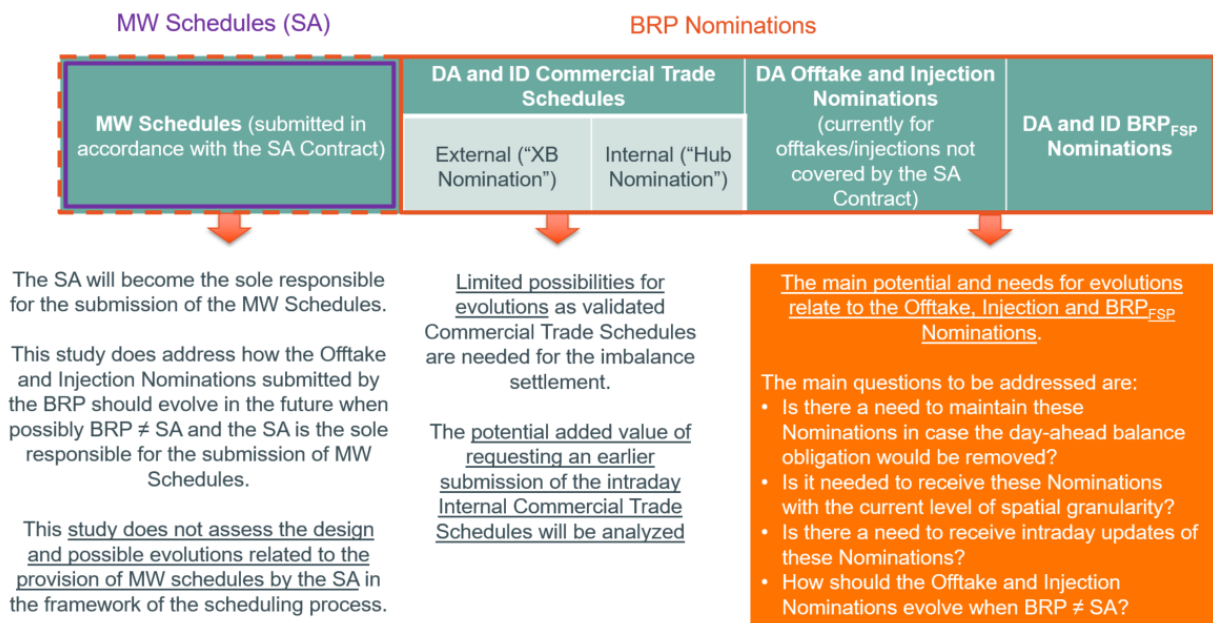 MW Schedules (SA)
BRP Nominations
MW Schedules (submitted in
accordance with the SA Contract)
DA and ID Commercial Trade
Schedules
External (“XB
Nomination”)
Internal (“Hub
Nomination”)
DA Offtake and Injection
Nominations
(currently for
offtakes/injections not
covered by the SA
Contract)
DA and ID BRPFSP
Nominations
The SA will become the sole responsible
for the submission of the MW Schedules.
This study does address how the Offtake
and Injection Nominations submitted by
the BRP should evolve in the future when
possibly BRP ≠ SA and the SA is the sole
responsible for the submission of MW
Schedules.
This study does not assess the design
and possible evolutions related to the
provision of MW schedules by the SA in
the framework of the scheduling process.
Limited possibilities for
evolutions as validated
Commercial Trade Schedules
are needed for the imbalance
settlement.
The potential added value of
requesting an earlier
submission of the intraday
Internal Commercial Trade
Schedules will be analyzed
The main potential and needs for evolutions
relate to the Offtake, Injection and BRPFSP
Nominations.
The main questions to be addressed are:
• Is there a need to maintain these
Nominations in case the day-ahead balance
obligation would be removed?
• Is it needed to receive these Nominations
with the current level of spatial granularity?
• Is there a need to receive intraday updates of
these Nominations?
• How should the Offtake and Injection
Nominations evolve when BRP ≠ SA?